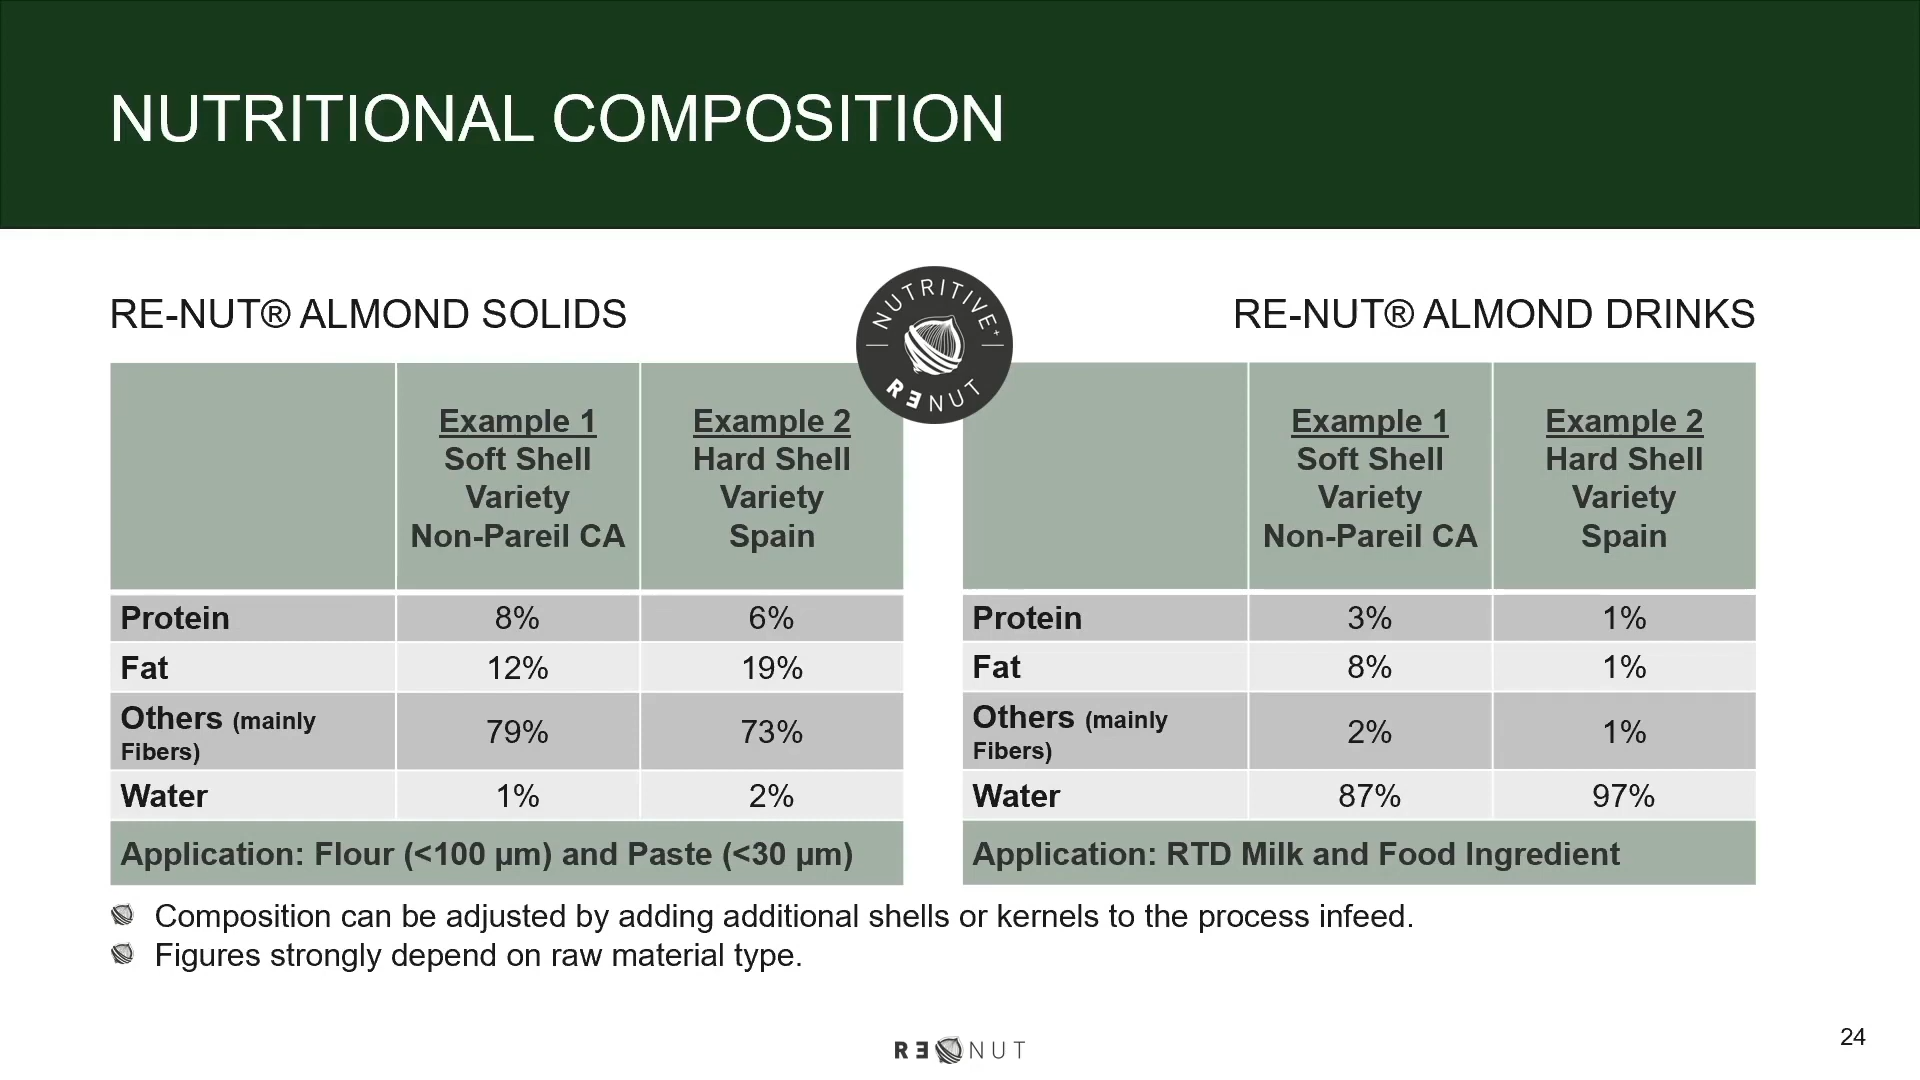 NUTRITIONAL COMPOSITION
RE-NUT® ALMOND SOLIDS
NUTRITIVE+
RƎNUT
RE-NUT® ALMOND DRINKS
Example 1
Soft Shell
Variety
Non-Pareil CA
Example 2
Hard Shell
Variety
Spain
Protein 8% 6%
Fat 12% 19%
Others (mainly
Fibers) 79% 73%
Water 1% 2%
Application: Flour (<100 µm) and Paste (<30 µm)
Example 1
Soft Shell
Variety
Non-Pareil CA
Example 2
Hard Shell
Variety
Spain
Protein 3% 1%
Fat 8% 1%
Others (mainly
Fibers) 2% 1%
Water 87% 97%
Application: RTD Milk and Food Ingredient
Composition can be adjusted by adding additional shells or kernels to the process infeed.
Figures strongly depend on raw material type.
RƎ NUT
24